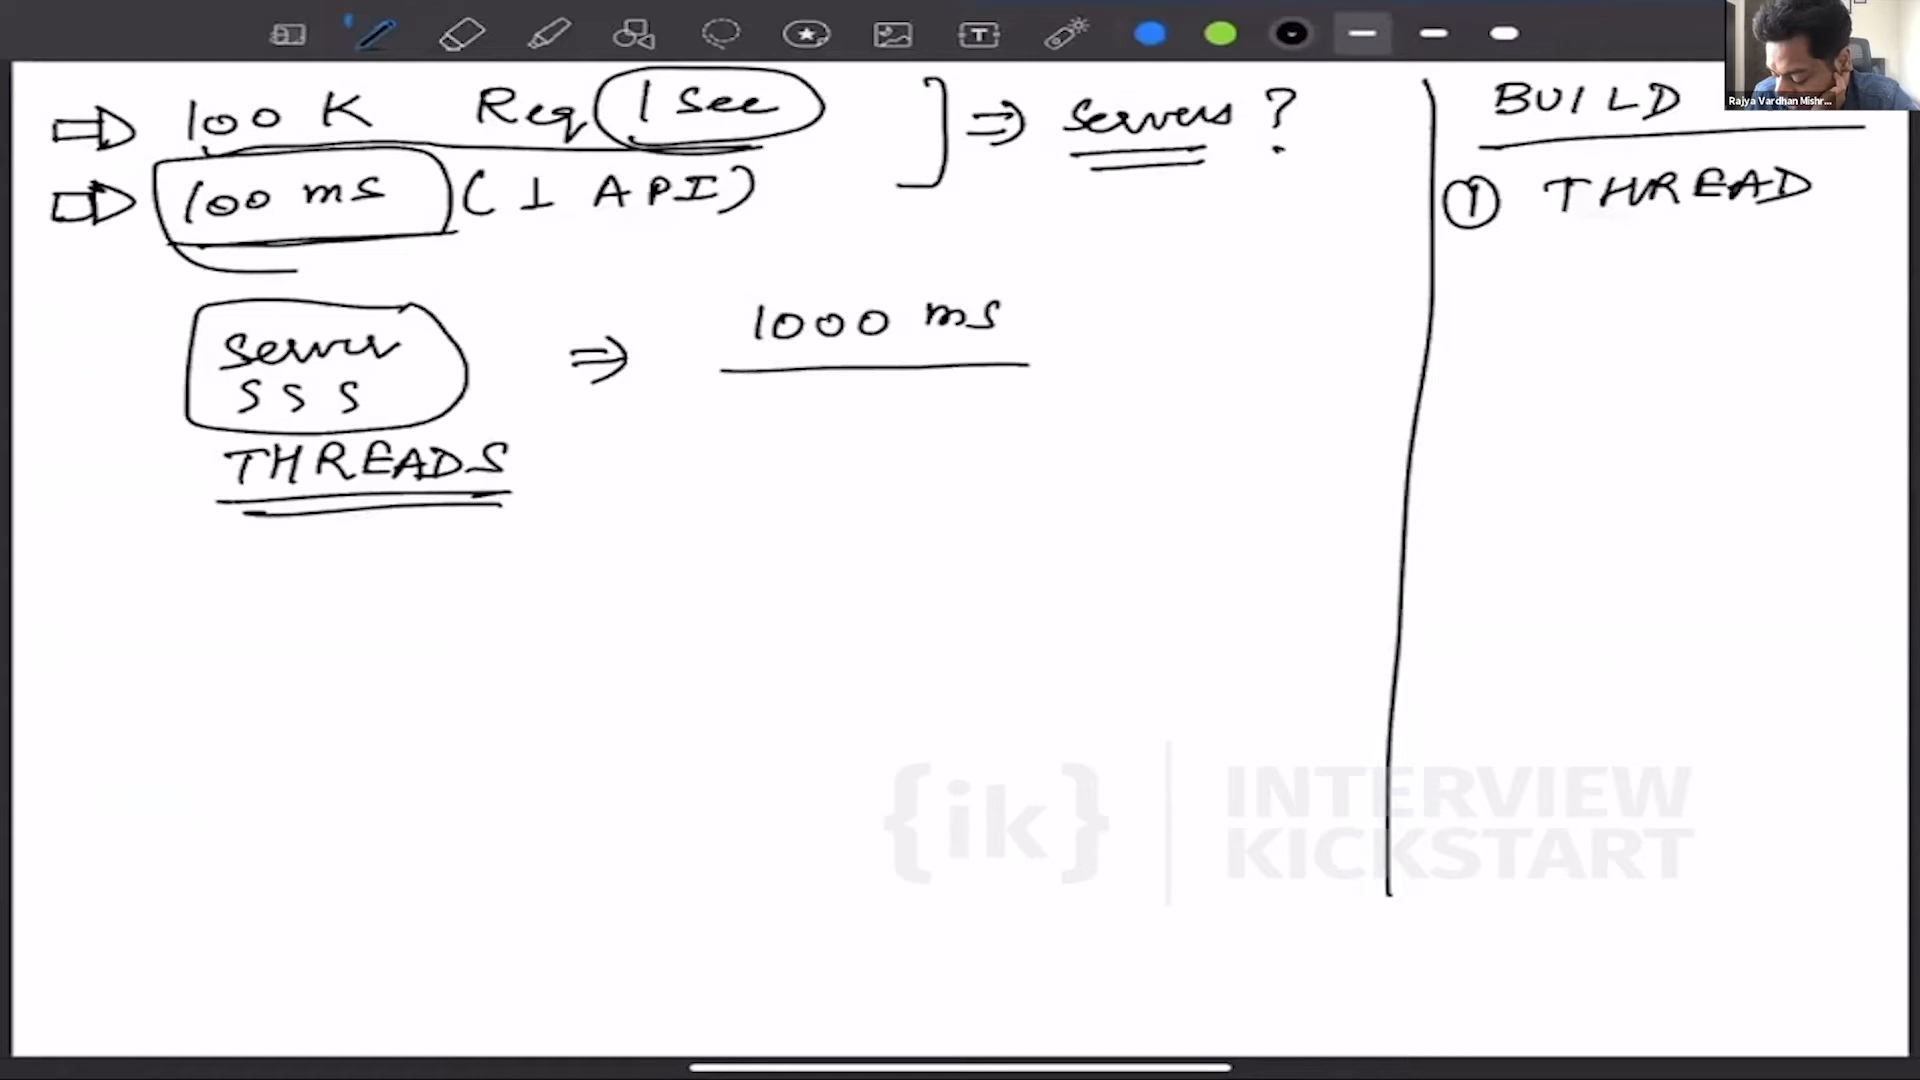 100 K Req 1 Sec ] ⇒ Servers ?
100 ms ( 1 API )
Server ⇒ 1000 ms
S S S
THREADS
BUILD
① THREAD
Rajya Vardhan Mishr...
{ik} | INTERVIEW
KICKSTART